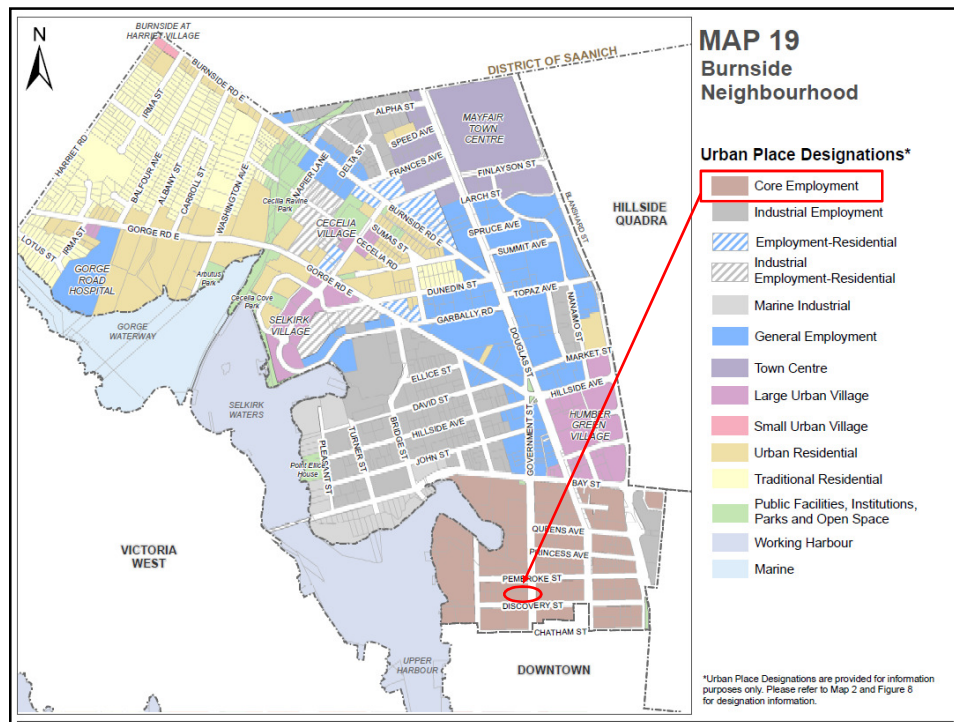 BURNSIDE AT
HARRIET VILLAGE
N
BURNSIDE RD E
DISTRICT OF SAANICH
IRMA ST
HARRIET RD
BALFOUR AVE
ALBANY ST
CARROLL ST
WASHINGTON AVE
NAPIER LANE
DELTA ST
ALPHA ST
SPEED AVE
FRANCES AVE
MAYFAIR
TOWN
CENTRE
FINLAYSON ST
LARCH ST
BLANSHARD ST
HILLSIDE
QUADRA
Cecilia Ravine
Park
CECELIA
VILLAGE
SUMAS ST
CECELIA RD
BURNSIDE RD E
SPRUCE AVE
SUMMIT AVE
LOTUS ST
IRMA ST
GORGE RD E
GORGE
ROAD
HOSPITAL
Arbutus
Park
Cecelia Cove
Park
GORGE RD E
DUNEDIN ST
TOPAZ AVE
NANAIMO ST
GORGE
WATERWAY
SELKIRK
VILLAGE
GARBALLY RD
DOUGLAS ST
MARKET ST
ELLICE ST
HILLSIDE AVE
SELKIRK
WATERS
DAVID ST
HILLSIDE AVE
JOHN ST
PLEASANT ST
TURNER ST
BRIDGE ST
GOVERNMENT ST
HUMBER
GREEN
VILLAGE
Point Ellice
House
BAY ST
QUEENS AVE
PRINCESS AVE
PEMBROKE ST
DISCOVERY ST
CHATHAM ST
VICTORIA
WEST
UPPER
HARBOUR
DOWNTOWN
MAP 19
Burnside
Neighbourhood
Urban Place Designations*
Core Employment
Industrial Employment
Employment-Residential
Industrial
Employment-Residential
Marine Industrial
General Employment
Town Centre
Large Urban Village
Small Urban Village
Urban Residential
Traditional Residential
Public Facilities, Institutions,
Parks and Open Space
Working Harbour
Marine
*Urban Place Designations are provided for information
purposes only. Please refer to Map 2 and Figure 8
for designation information.